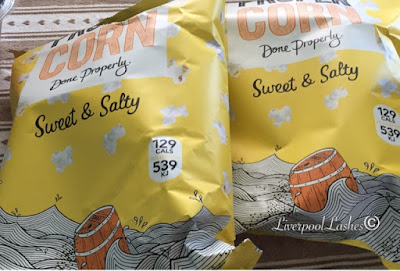 CORN
Done Properly.
Sweet & Salty
129
CALS
539
KJ
CORN
Done Properly.
Sweet & Salty
129
CALS
539
KJ
Liverpool Lashes©